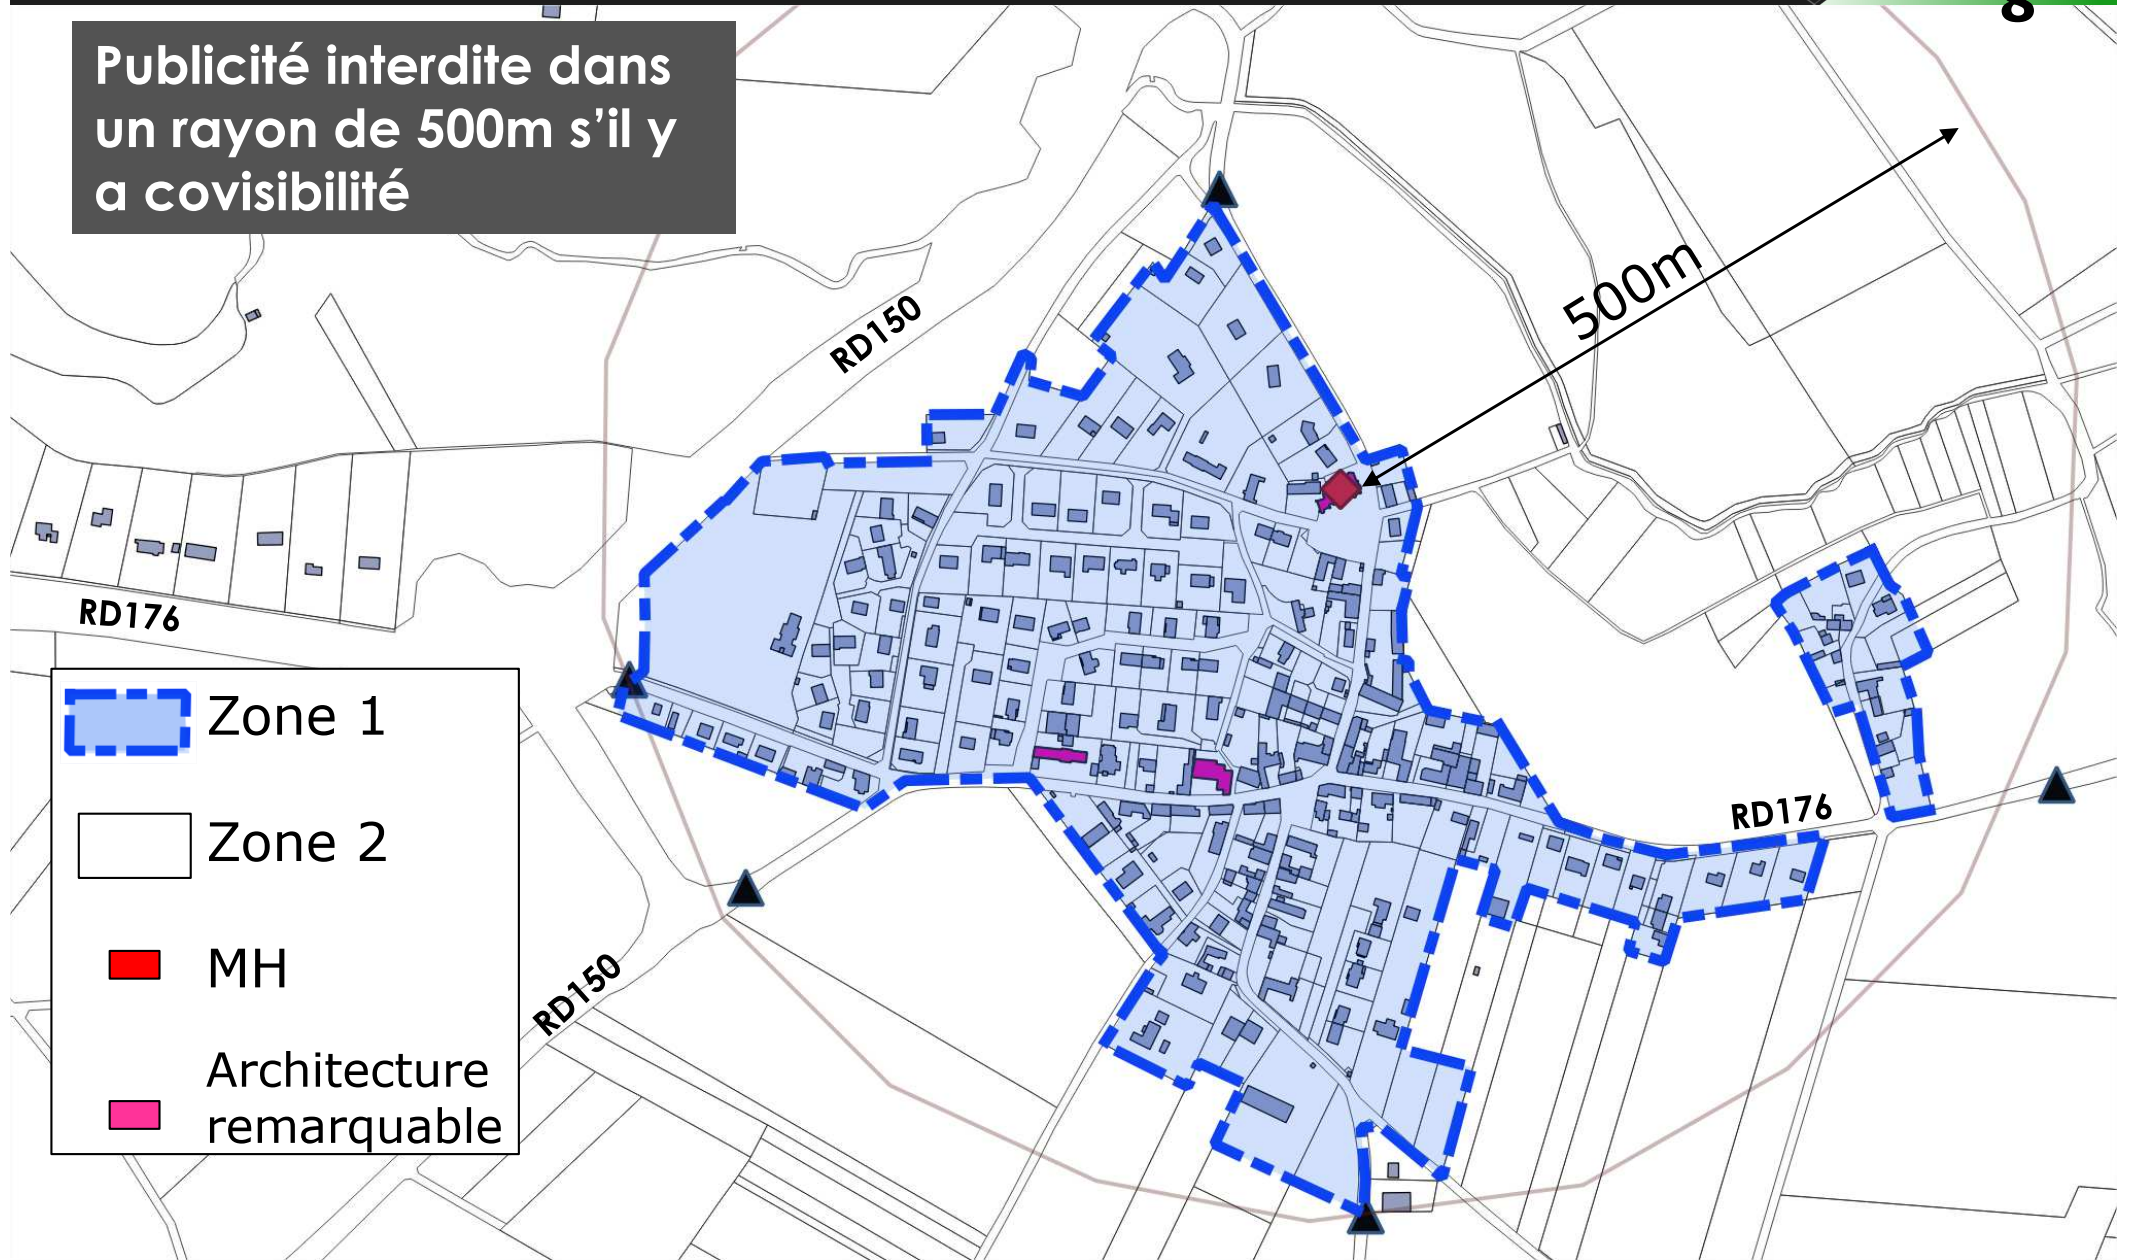 8
Publicité interdite dans
un rayon de 500m s’il y
a covisibilité
500m
RD150
RD176
Zone 1
Zone 2
MH
Architecture
remarquable
RD176
RD150